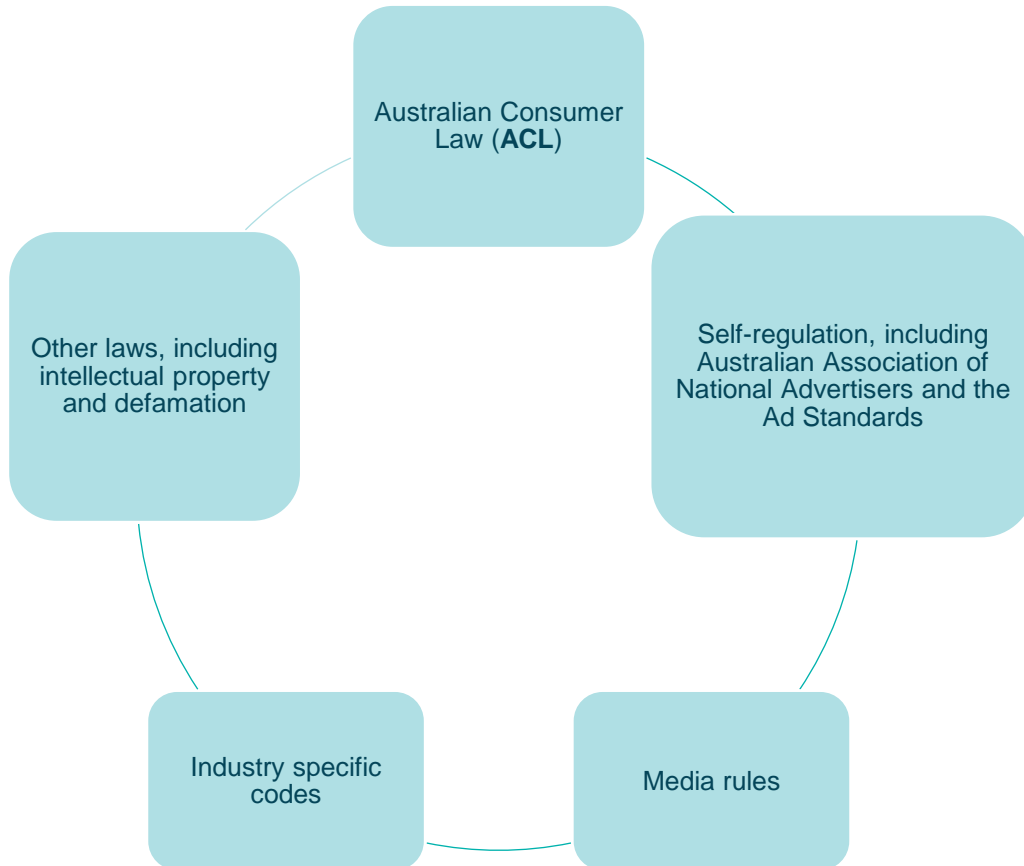 Australian Consumer
Law (ACL)
Self-regulation, including
Australian Association of
National Advertisers and the
Ad Standards
Media rules
Industry specific
codes
Other laws, including
intellectual property
and defamation